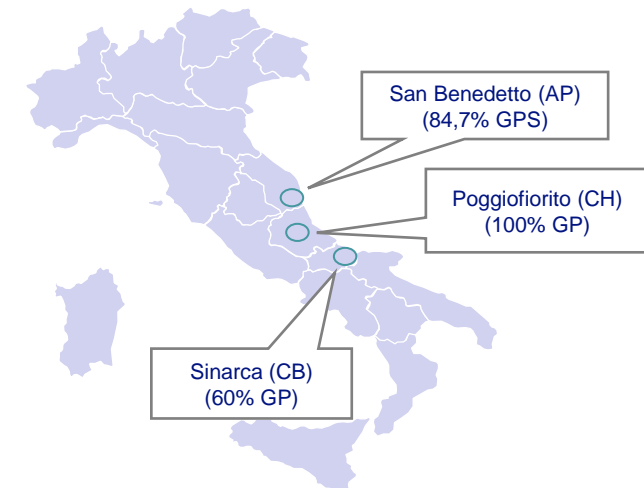 San Benedetto (AP)
(84,7% GPS)
Poggiofiorito (CH)
(100% GP)
Sinarca (CB)
(60% GP)